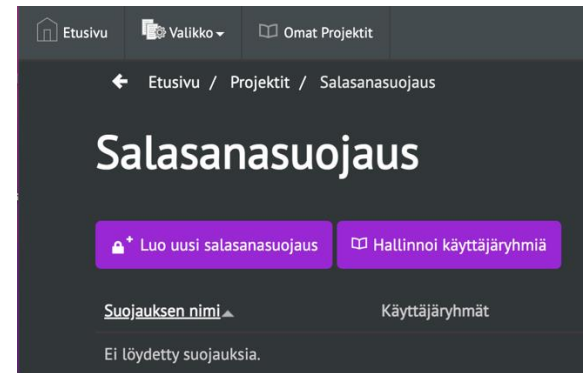 Etusivu Valikko Omat Projektit
Etusivu / Projektit / Salasanasuojaus
Salasanasuojaus
Luo uusi salasanasuojaus Hallinnoi käyttäjäryhmiä
Suojauksen nimi Käyttäjäryhmät
Ei löydetty suojauksia.